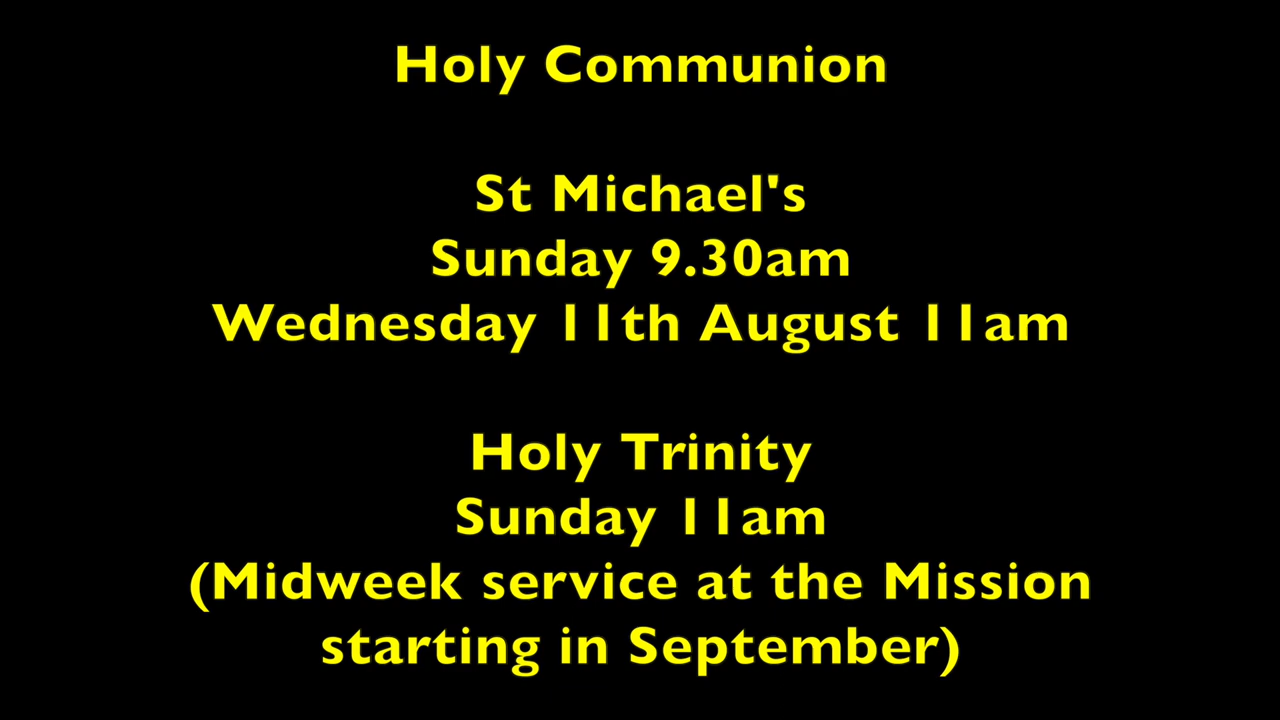 Holy Communion
St Michael's
Sunday 9.30am
Wednesday 11th August 11am
Holy Trinity
Sunday 11am
(Midweek service at the Mission
starting in September)